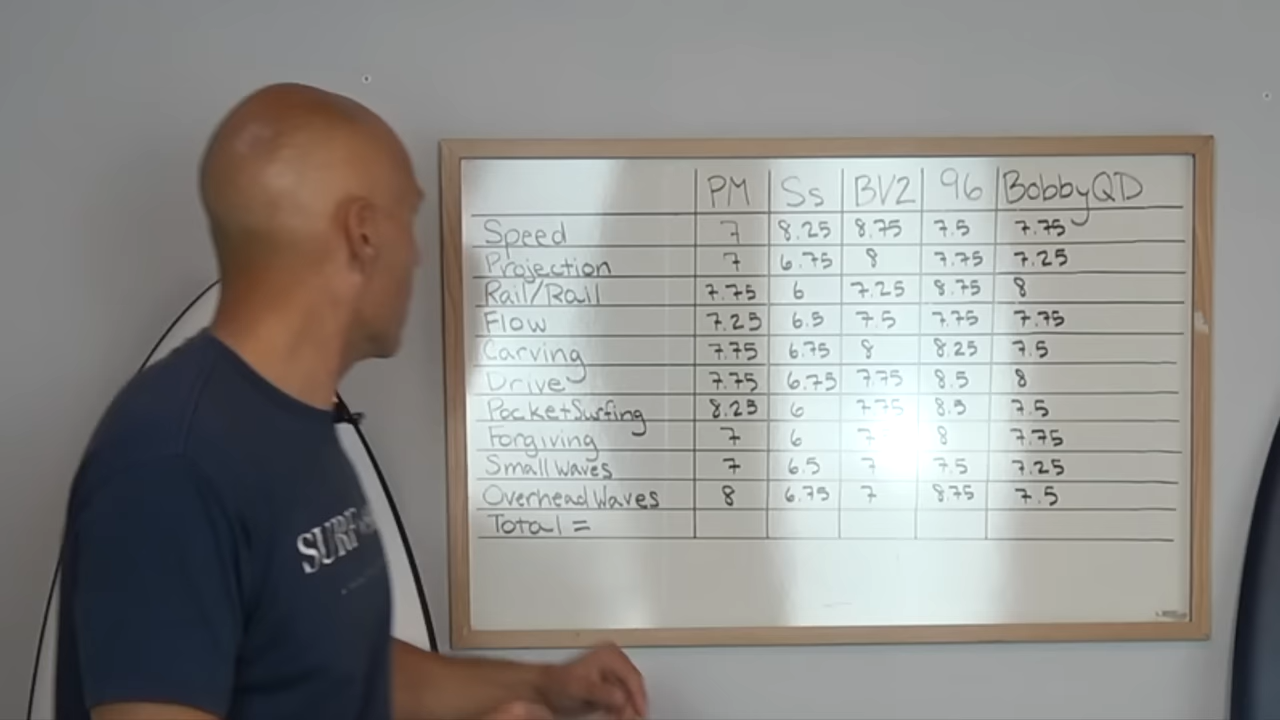 PM Ss BV2 96 BobbyQD
Speed 7 8.25 8.75 7.5 7.75
Projection 7 6.75 8 7.75 7.25
Rail/Rail 7.75 6 7.25 8.75 8
Flow 7.25 6.5 7.5 7.75 7.75
Carving 7.75 6.75 8 8.25 7.5
Drive 7.75 6.75 7.75 8.5 8
Pocket Surfing 8.25 6 7.75 8.5 7.5
Forgiving 7 6 8 7.75
Small Waves 7 6.5 7 7.5 7.25
Overhead Waves 8 6.75 7 8.75 7.5
Total =
SURF